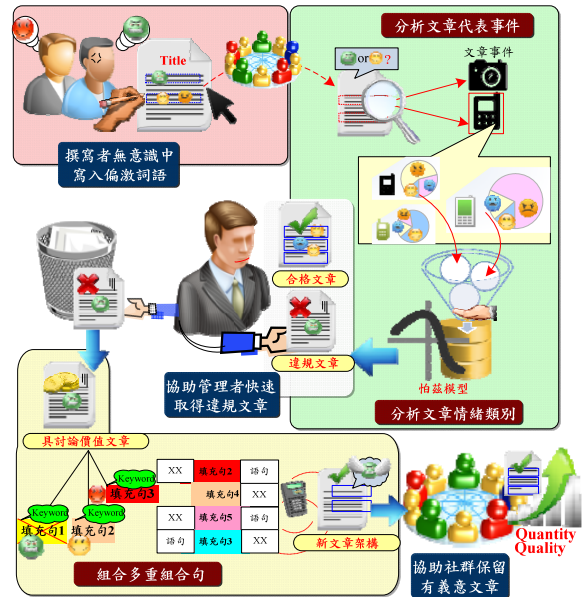 Title
撰寫者無意識中
寫入偏激詞語
分析文章代表事件
or
?
文章事件
怕茲模型
分析文章情緒類別
合格文章
違規文章
協助管理者快速
取得違規文章
具討論價值文章
Keyword
填充句3
Keyword
填充句1
Keyword
填充句2
XX
填充句2
語句
填充句4
XX
XX
填充句5
語句
語句
填充句3
XX
組合多重組合句
新文章架構
Quantity
Quality
協助社群保留
有義意文章